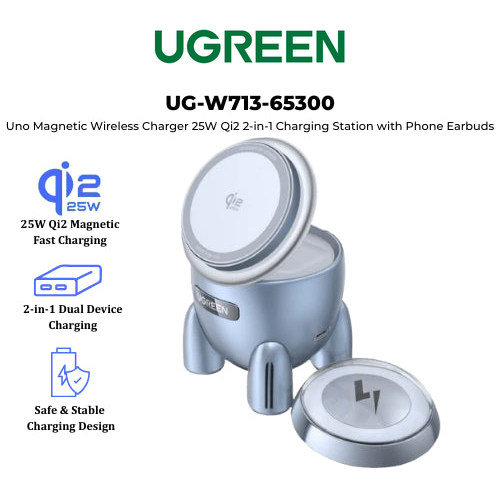 UGREEN
UG-W713-65300
Uno Magnetic Wireless Charger 25W Qi2 2-in-1 Charging Station with Phone Earbuds
Qi2
25W
25W Qi2 Magnetic
Fast Charging
2-in-1 Dual Device
Charging
Safe & Stable
Charging Design
Qi2
UGREEN